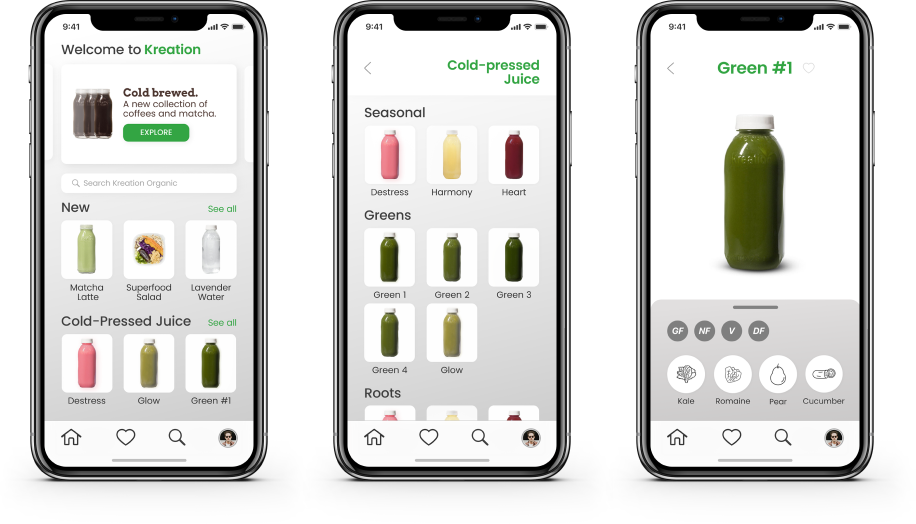 9:41
Welcome to Kreation
Cold brewed.
A new collection of
coffees and matcha.
EXPLORE
Search Kreation Organic
New
See all
Matcha
Latte
Superfood
Salad
Lavender
Water
Cold-Pressed Juice
See all
Destress
Glow
Green #1
9:41
Cold-pressed
Juice
Seasonal
Destress
Harmony
Heart
Greens
Green 1
Green 2
Green 3
Green 4
Glow
Roots
9:41
Green #1
GF
NF
V
DF
Kale
Romaine
Pear
Cucumber